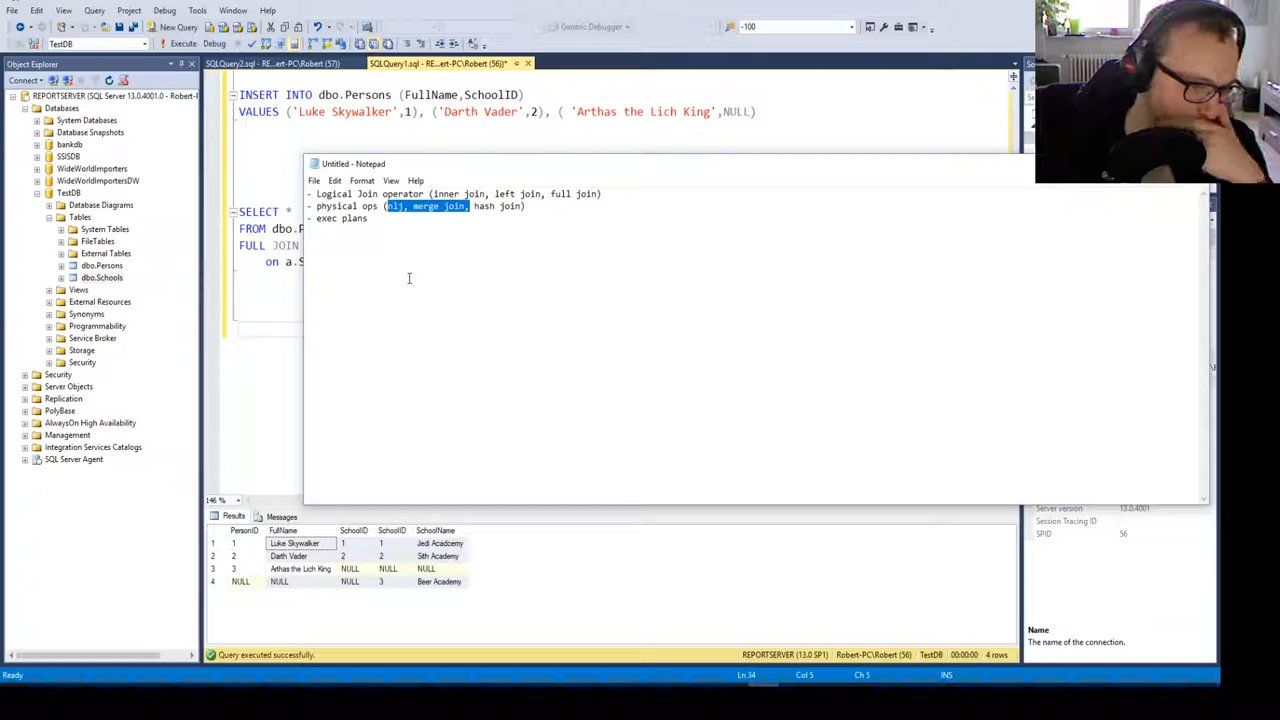 File Edit View Query Project Debug Tools Window Help
New Query Generic Debugger -100
TestDB Execute Debug
Object Explorer
Connect
REPORTSERVER (SQL Server 13.0.4001.0 - Robert-P
Databases
System Databases
Database Snapshots
bankdb
SSISDB
WideWorldImporters
WideWorldImportersDW
TestDB
Database Diagrams
Tables
System Tables
FileTables
External Tables
dbo.Persons
dbo.Schools
Views
External Resources
Synonyms
Programmability
Service Broker
Storage
Security
Security
Server Objects
Replication
PolyBase
AlwaysOn High Availability
Management
Integration Services Catalogs
SQL Server Agent
SQLQuery2.sql - RE...ert-PC\Robert (57)) SQLQuery1.sql - RE...ert-PC\Robert (56))*
INSERT INTO dbo.Persons (FullName,SchoolID)
VALUES ('Luke Skywalker',1), ('Darth Vader',2), ( 'Arthas the Lich King',NULL)
SELECT *
FROM dbo.P
FULL JOIN
on a.S
Untitled - Notepad
File Edit Format View Help
- Logical Join operator (inner join, left join, full join)
- physical ops (nlj, merge join, hash join)
- exec plans
146 %
Results Messages
PersonID FullName SchoolID SchoolID SchoolName
1 1 Luke Skywalker 1 1 Jedi Acadcemy
2 2 Darth Vader 2 2 Sith Academy
3 3 Arthas the Lich King NULL NULL NULL
4 NULL NULL NULL 3 Beer Academy
Query executed successfully. REPORTSERVER (13.0 SP1) Robert-PC\Robert (56) TestDB 00:00:00 4 rows
Server version 13.0.4001
Session Tracing ID
SPID 56
Name
The name of the connection.
Ready Ln 34 Col 5 Ch 5 INS